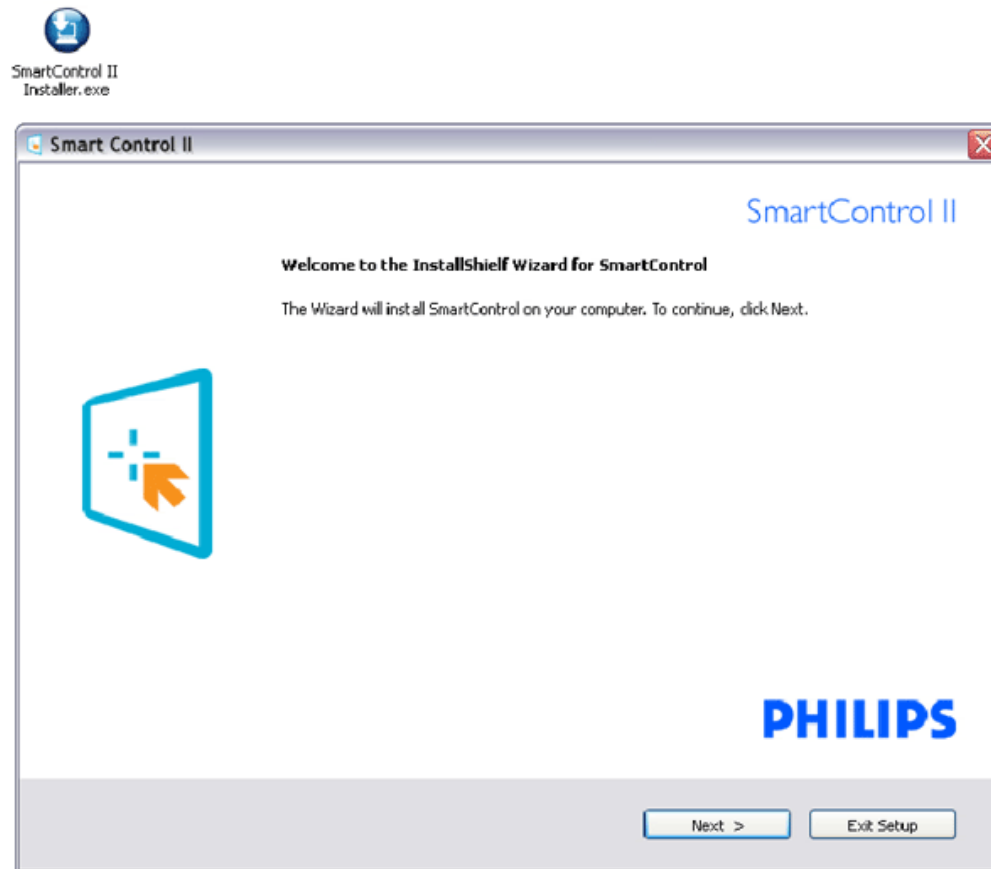 SmartControl II
Installer.exe
Smart Control II
SmartControl II
Welcome to the InstallShielf Wizard for SmartControl
The Wizard will install SmartControl on your computer. To continue, click Next.
PHILIPS
Next >
Exit Setup